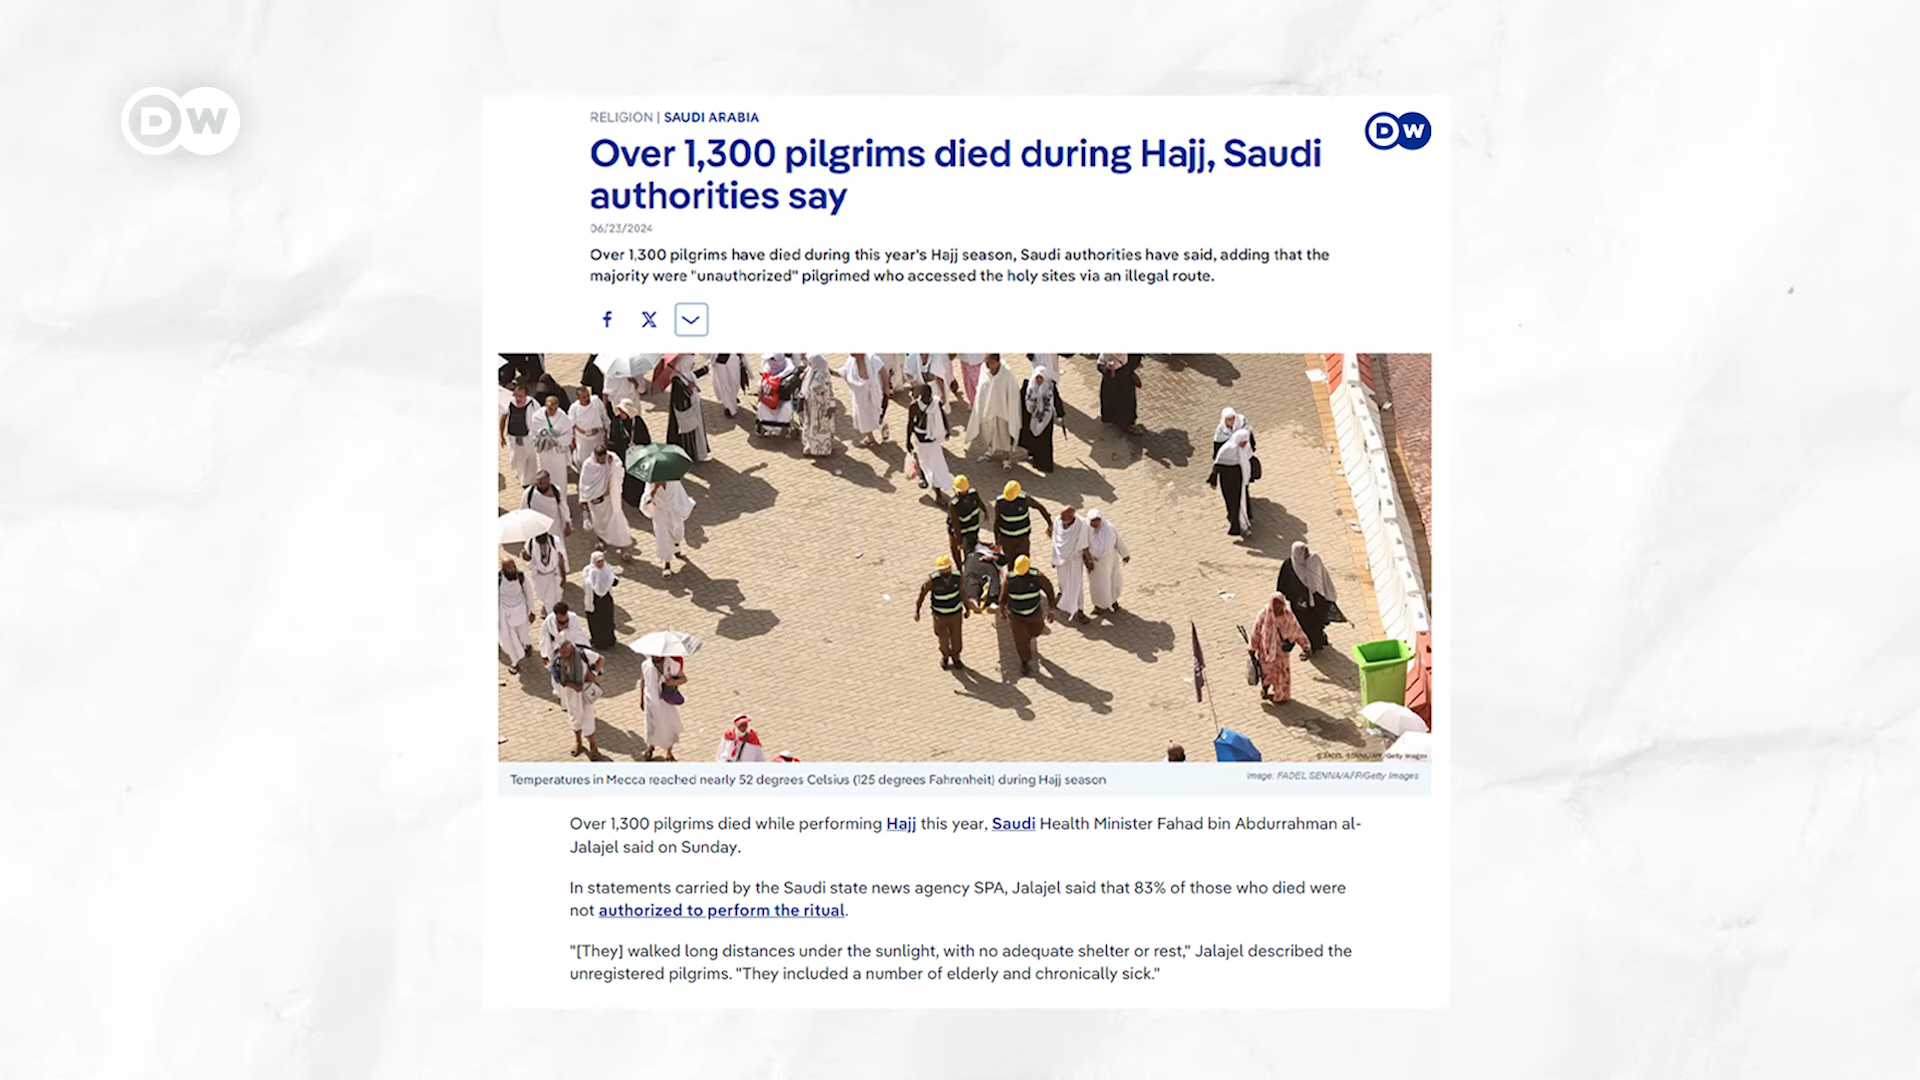 DW
RELIGION | SAUDI ARABIA
DW
Over 1,300 pilgrims died during Hajj, Saudi
authorities say
06/23/2024
Over 1,300 pilgrims have died during this year's Hajj season, Saudi authorities have said, adding that the
majority were "unauthorized" pilgrimed who accessed the holy sites via an illegal route.
© FADEL SENNA/AFP/Getty Images
Temperatures in Mecca reached nearly 52 degrees Celsius (125 degrees Fahrenheit) during Hajj season
Image: FADEL SENNA/AFP/Getty Images
Over 1,300 pilgrims died while performing Hajj this year, Saudi Health Minister Fahad bin Abdurrahman al-
Jalajel said on Sunday.
In statements carried by the Saudi state news agency SPA, Jalajel said that 83% of those who died were
not authorized to perform the ritual.
"[They] walked long distances under the sunlight, with no adequate shelter or rest," Jalajel described the
unregistered pilgrims. "They included a number of elderly and chronically sick."